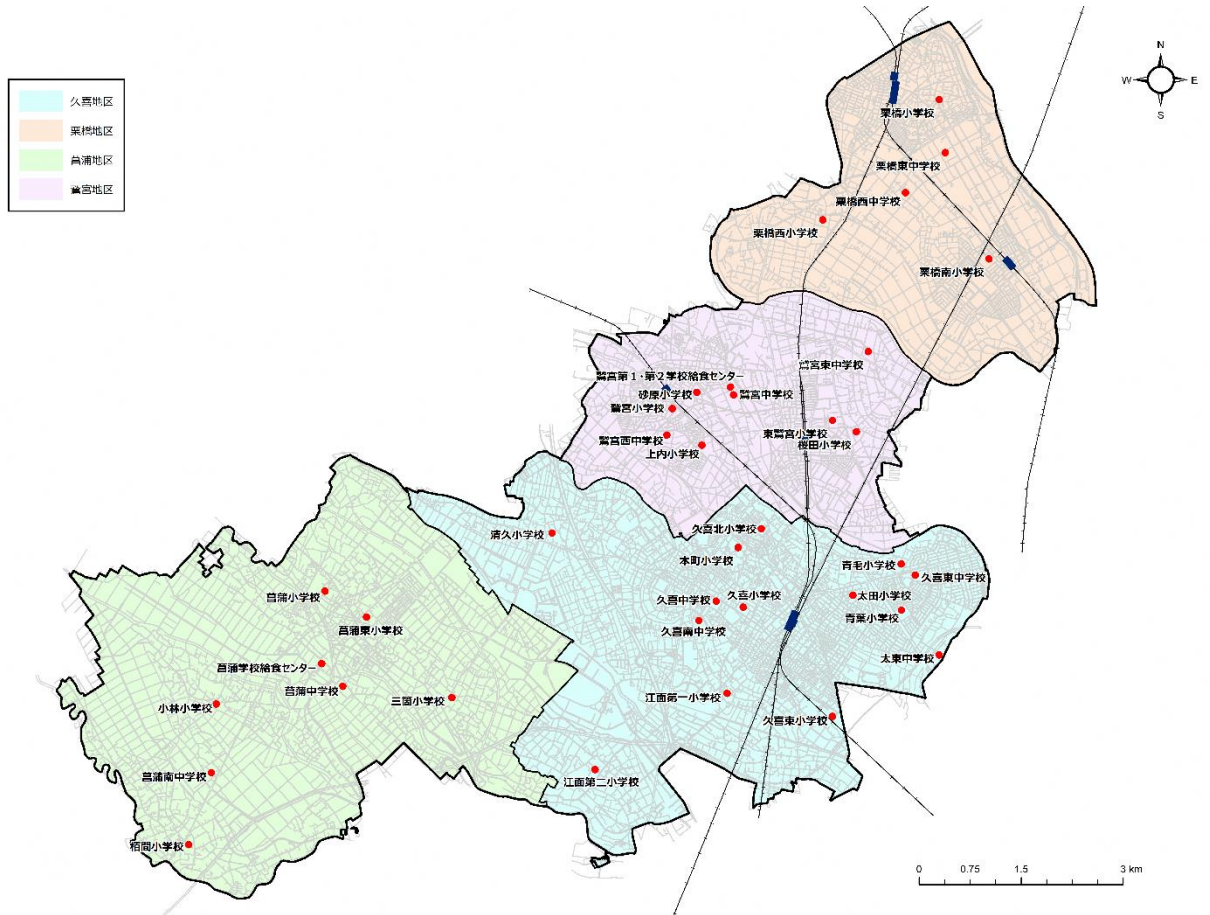 N
W
E
S
久喜地区
栗橋地区
菖蒲地区
鷲宮地区
栗橋小学校
栗橋東中学校
栗橋西中学校
栗橋西小学校
栗橋南小学校
鷲宮東中学校
鷲宮第1・第2学校給食センター
砂原小学校
鷲宮中学校
鷲宮小学校
東鷲宮小学校
鷲宮西中学校
桜田小学校
上内小学校
清久小学校
久喜北小学校
本町小学校
青毛小学校
久喜東中学校
菖蒲小学校
久喜中学校
久喜小学校
太田小学校
青葉小学校
菖蒲東小学校
久喜南中学校
太東中学校
菖蒲学校給食センター
菖蒲中学校
三箇小学校
江面第一小学校
小林小学校
久喜東小学校
菖蒲南中学校
江面第二小学校
栢間小学校
0
0.75
1.5
3 km